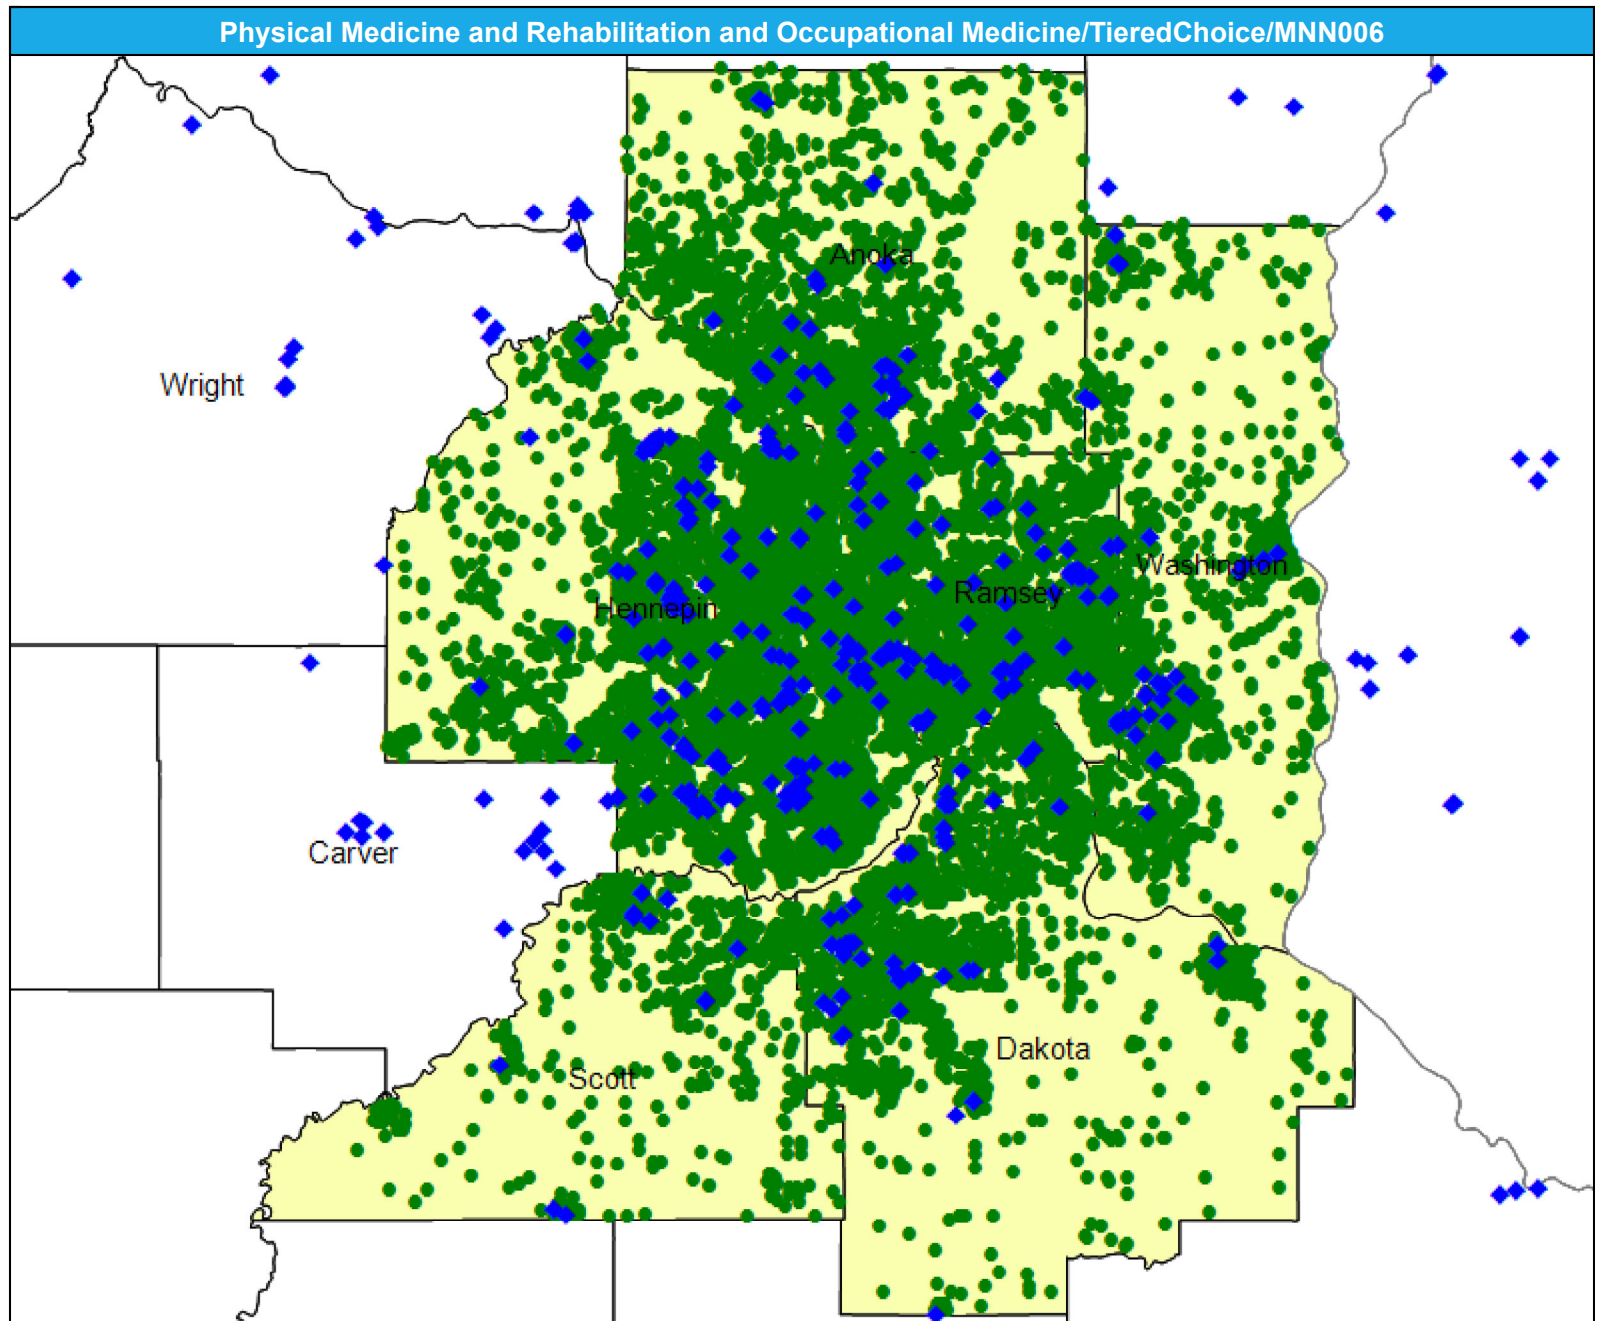 Physical Medicine and Rehabilitation and Occupational Medicine/TieredChoice/MNN006
Anoka
Wright
Washington
Ramsey
Hennepin
Carver
Dakota
Scott